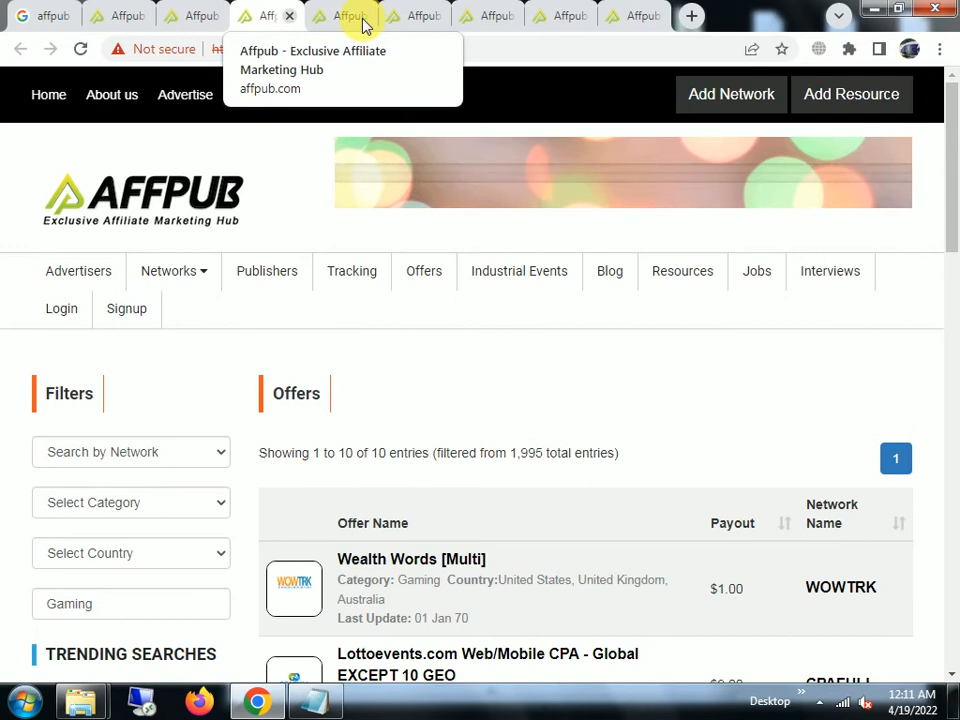 affpub
Affpub
Affpub
Aff
Affpub
Affpub
Affpub
Affpub
Affpub
Not secure
Affpub - Exclusive Affiliate
Marketing Hub
affpub.com
Home
About us
Advertise
Add Network
Add Resource
AFFPUB
Exclusive Affiliate Marketing Hub
Advertisers
Networks
Publishers
Tracking
Offers
Industrial Events
Blog
Resources
Jobs
Interviews
Login
Signup
Filters
Offers
Search by Network
Showing 1 to 10 of 10 entries (filtered from 1,995 total entries)
1
Select Category
Offer Name
Payout
Network
Name
Select Country
Wealth Words [Multi]
Category: Gaming Country:United States, United Kingdom,
Australia
Last Update: 01 Jan 70
WOWTRK
$1.00
WOWTRK
Gaming
TRENDING SEARCHES
Lottoevents.com Web/Mobile CPA - Global
EXCEPT 10 GEO
Desktop
12:11 AM
4/19/2022